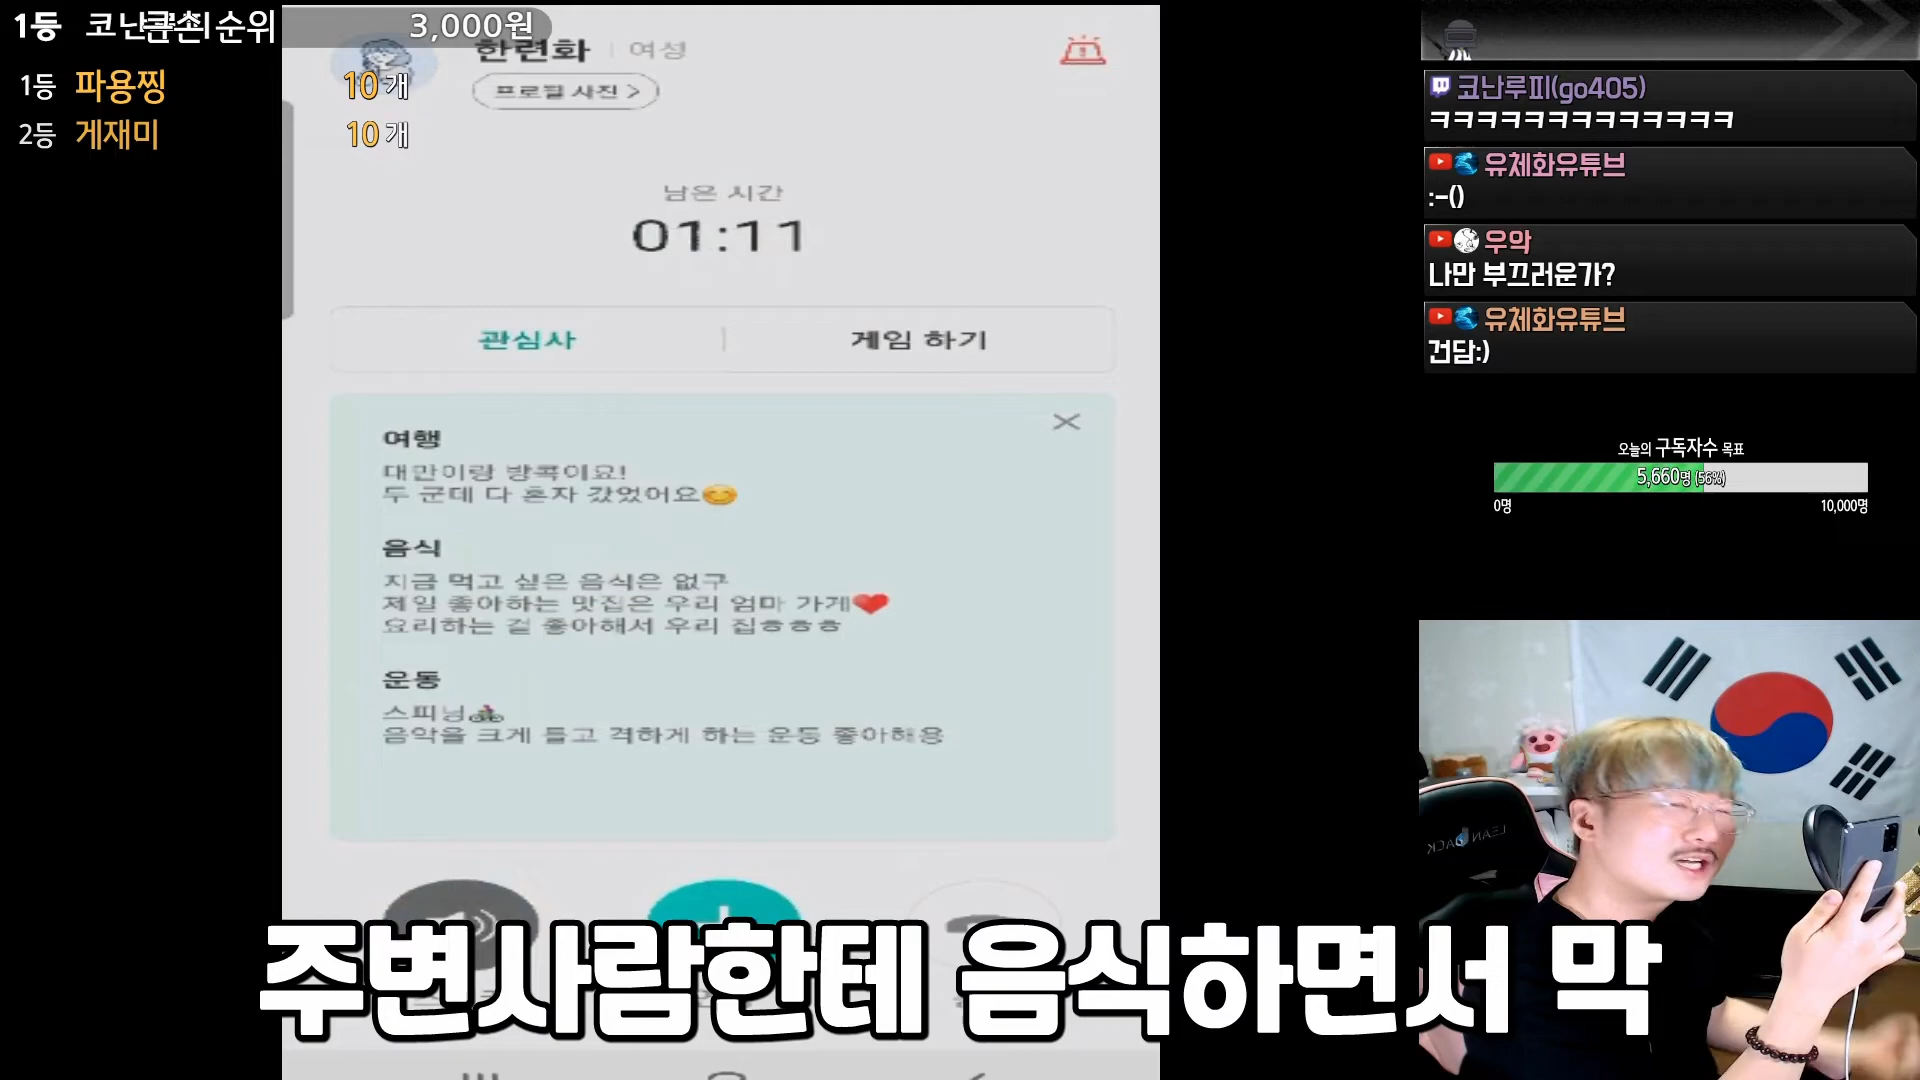 1등
순위
3,000원
1등 파용찡 10개
2등 게재미 10개
한련화 | 여성
프로필 사진 >
남은 시간
01:11
관심사 | 게임 하기
여행
대만이랑 방콕이요!
두 군데 다 혼자 갔었어요😊
음식
지금 먹고 싶은 음식은 없구
제일 좋아하는 맛집은 우리 엄마 가게❤
요리하는 걸 좋아해서 우리 집ㅎㅎㅎ
운동
스피닝🚴
음악을 크게 틀고 격하게 하는 운동 좋아해용
코난루피(go405)
ㅋㅋㅋㅋㅋㅋㅋㅋㅋㅋㅋㅋㅋ
유체화유튜브
:-()
우악
나만 부끄러운가?
유체화유튜브
건담:)
오늘의 구독자수 목표
5,660명 (56%)
0명 10,000명
주변사람한테 음식하면서 막